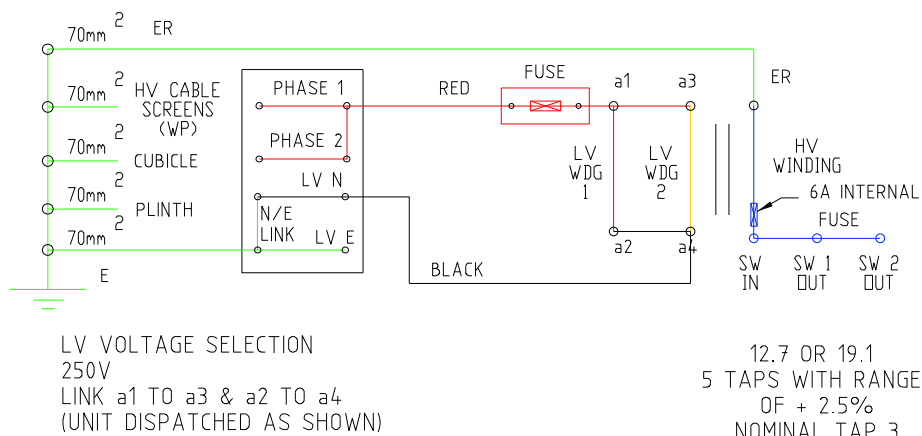 70mm 2 ER
70mm 2 HV CABLE
SCREENS
(WP)
70mm 2 CUBICLE
70mm 2 PLINTH
70mm 2
E
PHASE 1
PHASE 2
LV N
N/E
LINK
LV E
RED
FUSE
BLACK
a1
a3
LV
WDG
1
LV
WDG
2
a2
a4
ER
HV
WINDING
6A INTERNAL
FUSE
SW
IN
SW 1
OUT
SW 2
OUT
LV VOLTAGE SELECTION
250V
LINK a1 TO a3 & a2 TO a4
(UNIT DISPATCHED AS SHOWN)
12.7 OR 19.1
5 TAPS WITH RANGE
OF + 2.5%
NOMINAL TAP 3